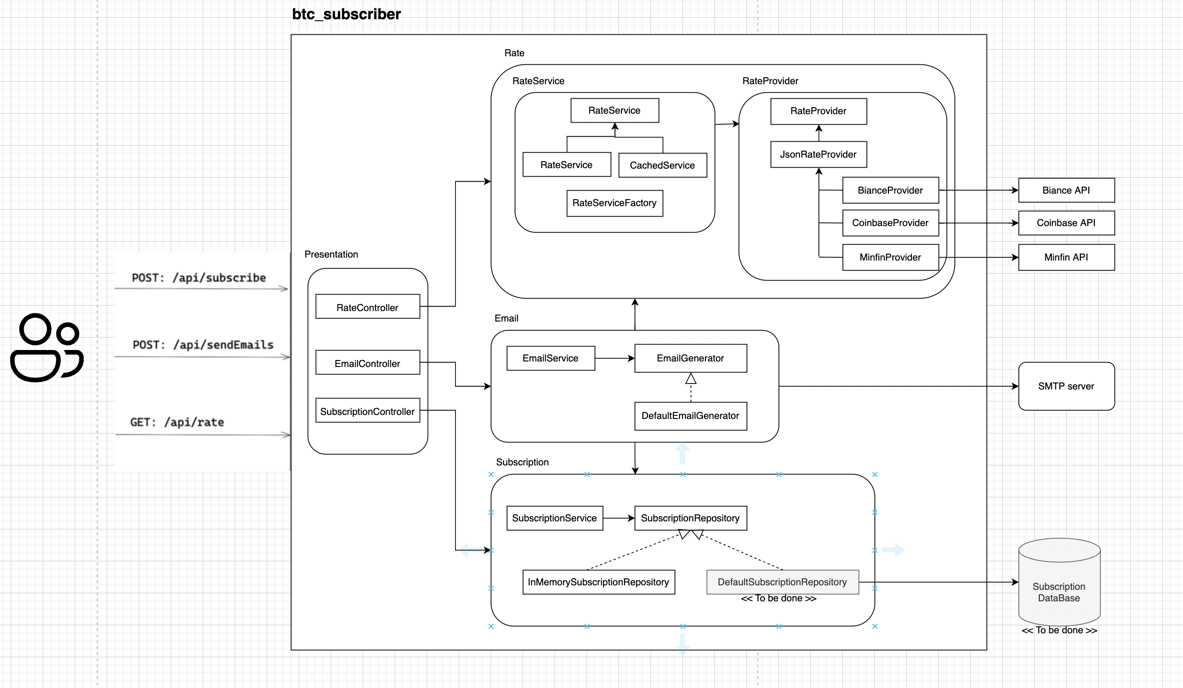 btc_subscriber
Rate
RateService
RateProvider
RateService
RateProvider
RateService
CachedService
JsonRateProvider
RateServiceFactory
BianceProvider
Biance API
CoinbaseProvider
Coinbase API
MinfinProvider
Minfin API
Presentation
POST: /api/subscribe
RateController
POST: /api/sendEmails
EmailController
SubscriptionController
GET: /api/rate
Email
EmailService
EmailGenerator
DefaultEmailGenerator
SMTP server
Subscription
SubscriptionService
SubscriptionRepository
InMemorySubscriptionRepository
DefaultSubscriptionRepository
<< To be done >>
Subscription
DataBase
<< To be done >>